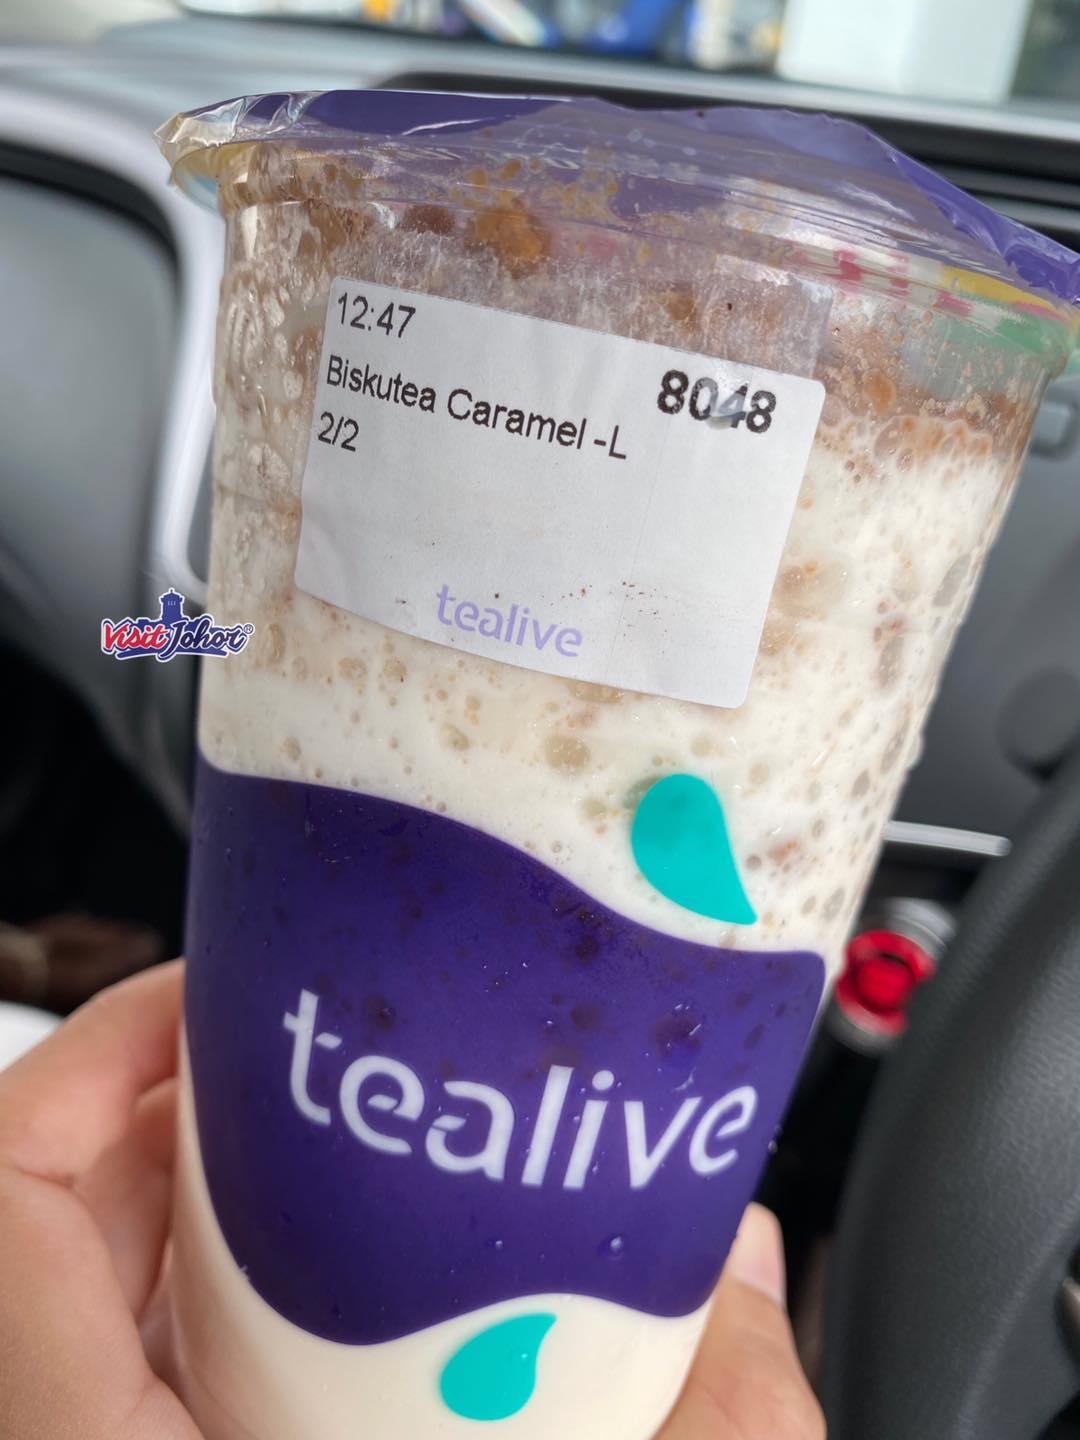 12:47
8048
Biskutea Caramel -L
2/2
tealive
Visit Johor®
tealive